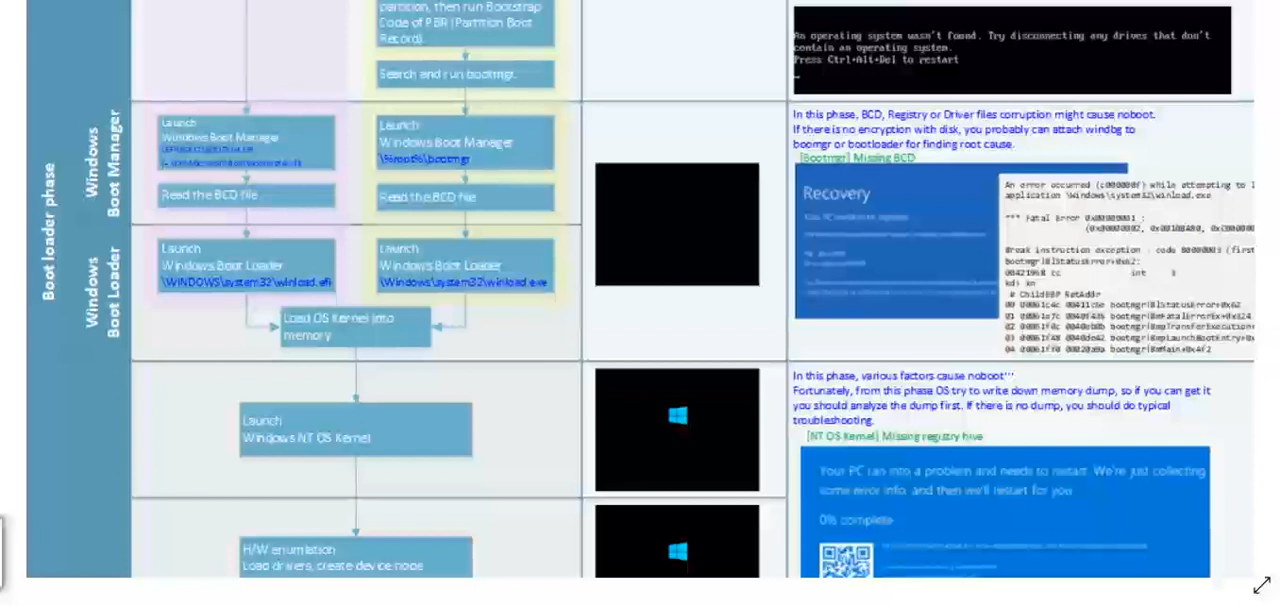 partition, then run Bootstrap
Code of PBR (Partition Boot
Record).
Search and run bootmgr.
An operating system wasn't found. Try disconnecting any drives that don't
contain an operating system.
Press Ctrl+Alt+Del to restart
Boot loader phase
Windows
Boot Manager
Launch
Windows Boot Manager
Read the BCD file
Launch
Windows Boot Manager
\%root%\bootmgr
Read the BCD file
In this phase, BCD, Registry or Driver files corruption might cause noboot.
If there is no encryption with disk, you probably can attach windbg to
boomgr or bootloader for finding root cause.
[Bootmgr] Missing BCD
Recovery
An error occurred (c000000f) while attempting to l
application \Windows\system32\winload.exe
*** Fatal Error 0x00000001 :
Break instruction exception - code 80000003 (first
bootmgr!BlStatusError+0x62:
int 3
kd> kn
# ChildEBP RetAddr
Windows
Boot Loader
Launch
Windows Boot Loader
\WINDOWS\system32\winload.efi
Launch
Windows Boot Loader
\Windows\system32\winload.exe
Load OS Kernel into
memory
Launch
Windows NT OS Kernel
In this phase, various factors cause noboot'''
Fortunately, from this phase OS try to write down memory dump, so if you can get it
you should analyze the dump first. If there is no dump, you should do typical
troubleshooting.
[NT OS Kernel] Missing registry hive
Your PC ran into a problem and needs to restart. We're just collecting
some error info, and then we'll restart for you.
0% complete
H/W enumlation
Load drivers, create device node